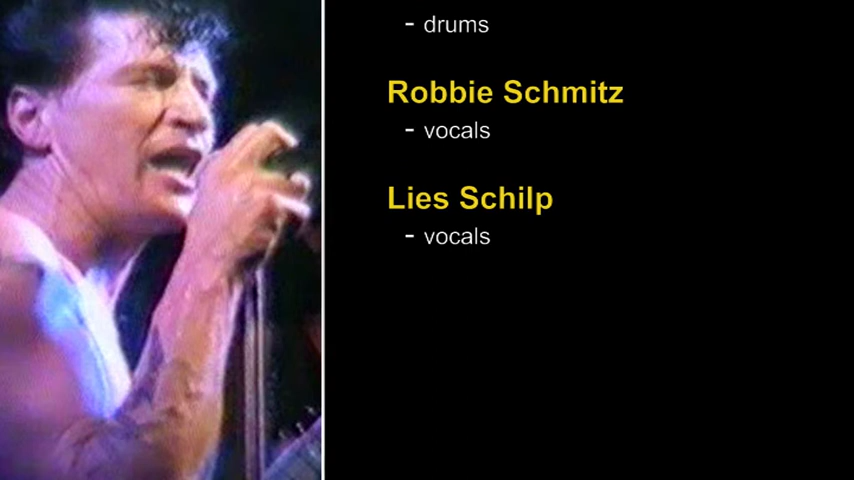 - drums
Robbie Schmitz
- vocals
Lies Schilp
- vocals